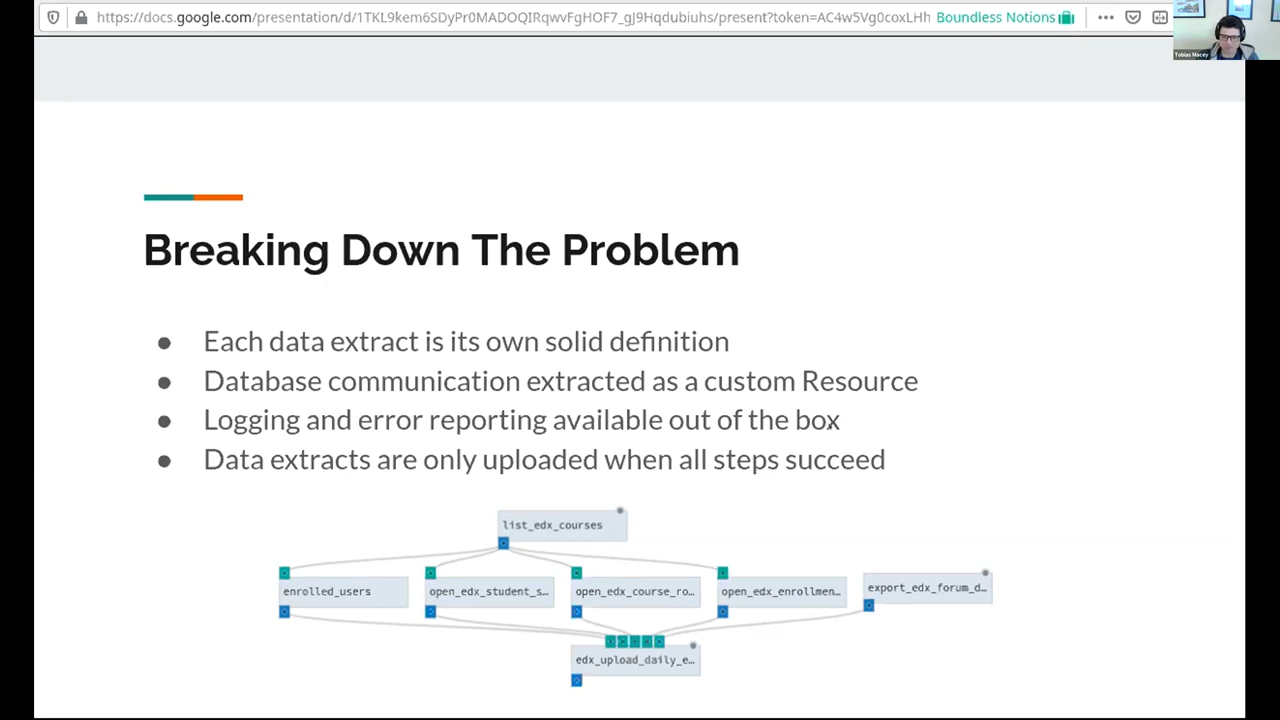 https://docs.google.com/presentation/d/1TKL9kem6SDyPr0MADOQIRqwvFgHOF7_gJ9Hqdubiuhs/present?token=AC4w5Vg0coxLHh Boundless Notions
Tobias Macey
Breaking Down The Problem
● Each data extract is its own solid definition
● Database communication extracted as a custom Resource
● Logging and error reporting available out of the box
● Data extracts are only uploaded when all steps succeed
list_edx_courses
enrolled_users open_edx_student_s… open_edx_course_ro… open_edx_enrollmen… export_edx_forum_d…
edx_upload_daily_e…